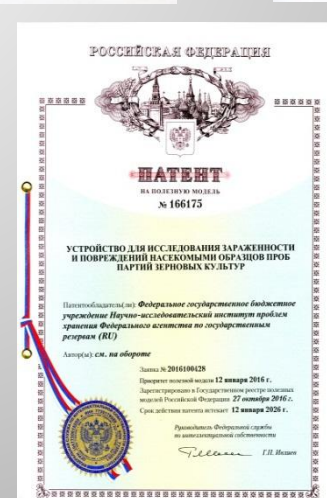 РОССИЙСКАЯ ФЕДЕРАЦИЯ
ПАТЕНТ
НА ПОЛЕЗНУЮ МОДЕЛЬ
№ 166175
УСТРОЙСТВО ДЛЯ ИССЛЕДОВАНИЯ ЗАРАЖЕННОСТИ
И ПОВРЕЖДЕНИЙ НАСЕКОМЫМИ ОБРАЗЦОВ ПРОБ
ПАРТИЙ ЗЕРНОВЫХ КУЛЬТУР
Патентообладатель(ли): Федеральное государственное бюджетное
учреждение Научно-исследовательский институт проблем
хранения Федерального агентства по государственным
резервам (RU)
Автор(ы): см. на обороте
Заявка № 2016100428
Приоритет полезной модели 12 января 2016 г.
Зарегистрировано в Государственном реестре полезных
моделей Российской Федерации 27 октября 2016 г.
Срок действия патента истекает 12 января 2026 г.
Руководитель Федеральной службы
по интеллектуальной собственности
Г.П. Ивлиев